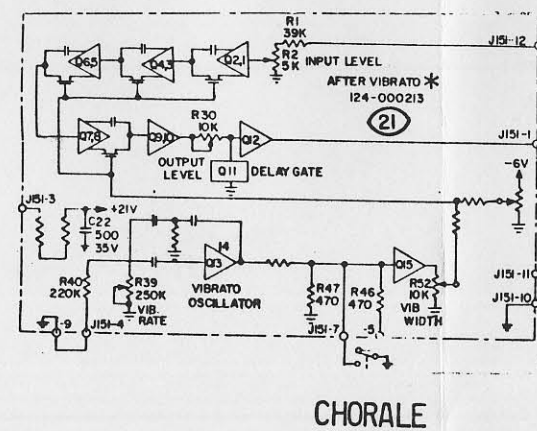 R1
39K
J151-12
Q6,5
Q4,3
Q2,1
R2
5K
INPUT LEVEL
AFTER VIBRATO *
124-000213
21
R30
10K
Q7,8
Q9,10
Q12
J151-1
OUTPUT
LEVEL
Q11
DELAY GATE
-6V
J151-3
+21V
C22
500
35V
14
Q13
Q15
R40
220K
R39
250K
VIB.
RATE
VIBRATO
OSCILLATOR
R47
470
R46
470
R52
10K
VIB
WIDTH
J151-11
J151-10
-9
J151-4
J151-7
-5
CHORALE